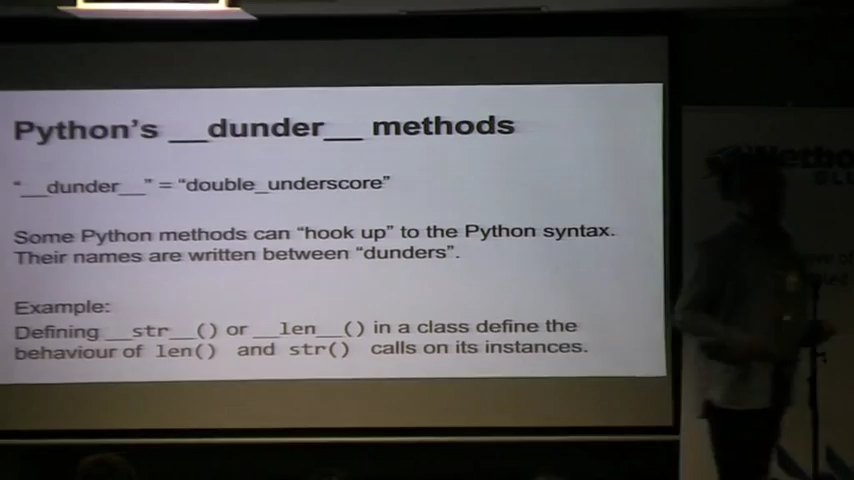 Python's __dunder__ methods
"__dunder__" = "double_underscore"
Some Python methods can "hook up" to the Python syntax.
Their names are written between "dunders".
Example:
Defining __str__() or __len__() in a class define the
behaviour of len() and str() calls on its instances.